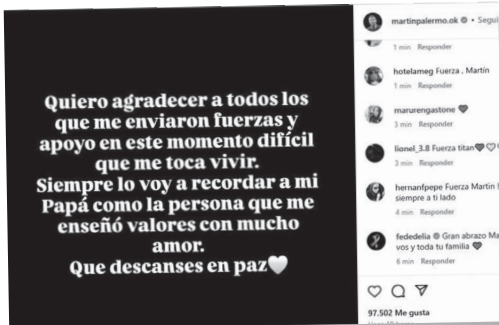 Quiero agradecer a todos los
que me enviaron fuerzas y
apoyo en este momento difícil
que me toca vivir.
Siempre lo voy a recordar a mi
Papá como la persona que me
enseñó valores con mucho
amor.
Que descanses en paz🤍
martinpalermo.ok • Segui
1 min Responder
hotelameg Fuerza , Martín
1 min Responder
marurengastone
3 min Responder
lionel_3.8 Fuerza titan
3 min Responder
hernanfpepe Fuerza Martin
siempre a ti lado
4 min Responder
fededelia Gran abrazo Ma
vos y toda tu familia
6 min Responder
97.502 Me gusta